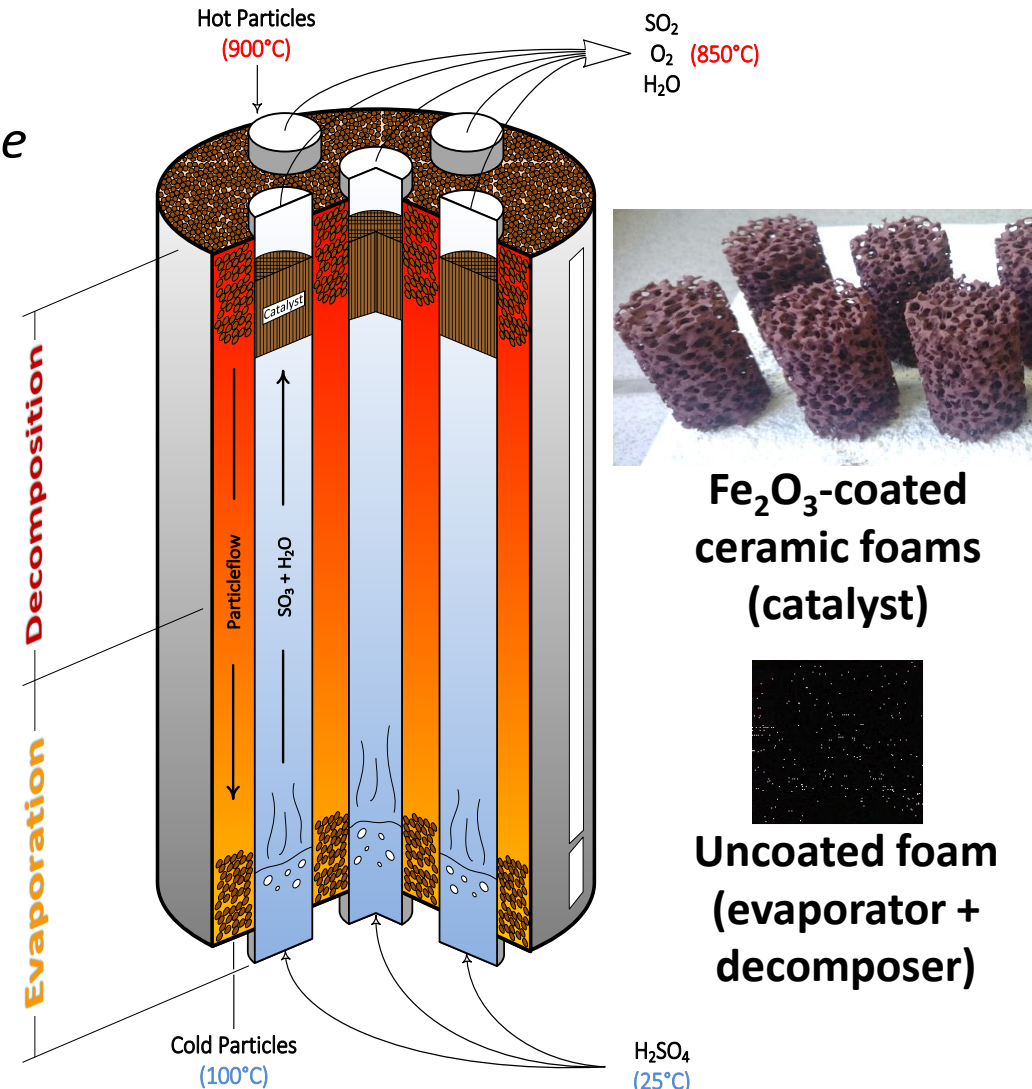 Hot Particles
(900°C)
SO₂
O₂ (850°C)
H₂O
e
Catalyst
Decomposition
Particleflow
SO₃ + H₂O
Evaporation
Fe₂O₃-coated
ceramic foams
(catalyst)
Uncoated foam
(evaporator +
decomposer)
Cold Particles
(100°C)
H₂SO₄
(25°C)